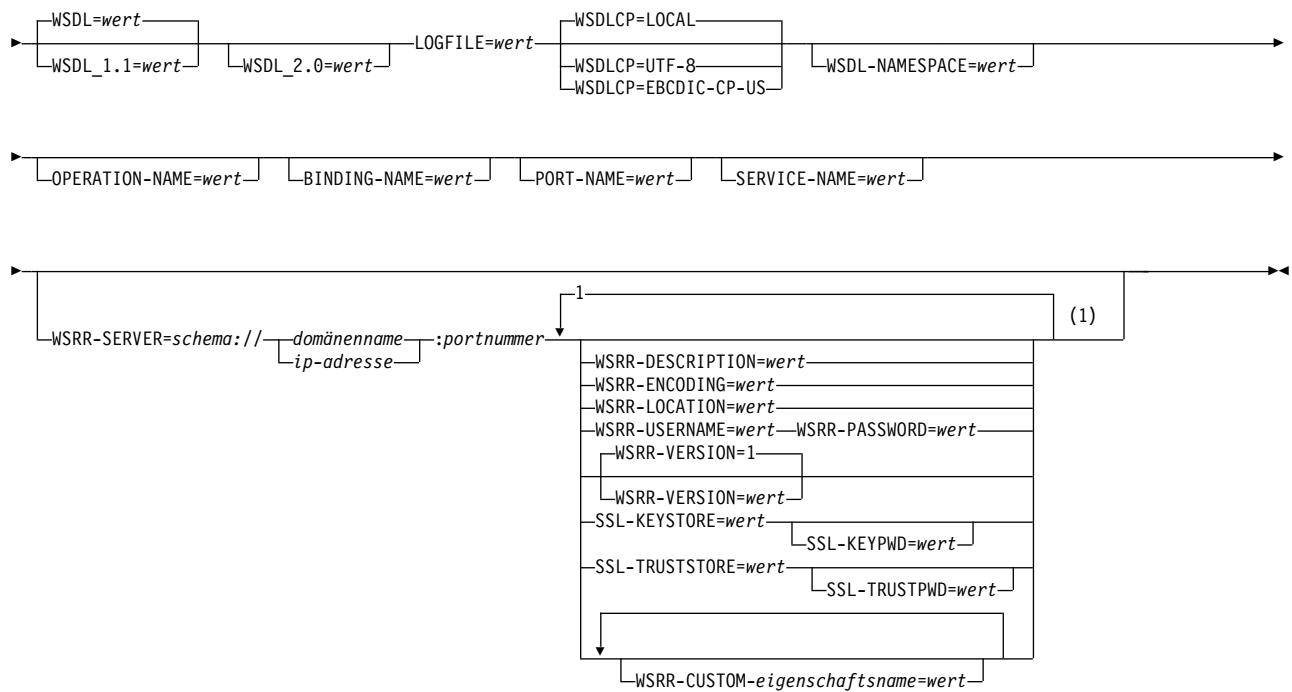 WSDL=wert
WSDL_1.1=wert
WSDL_2.0=wert
LOGFILE=wert
WSDLCP=LOCAL
WSDLCP=UTF-8
WSDLCP=EBCDIC-CP-US
WSDL-NAMESPACE=wert
OPERATION-NAME=wert
BINDING-NAME=wert
PORT-NAME=wert
SERVICE-NAME=wert
WSRR-SERVER=schema://
domänenname
ip-adresse
:portnummer
1
(1)
WSRR-DESCRIPTION=wert
WSRR-ENCODING=wert
WSRR-LOCATION=wert
WSRR-USERNAME=wert WSRR-PASSWORD=wert
WSRR-VERSION=1
WSRR-VERSION=wert
SSL-KEYSTORE=wert
SSL-KEYPWD=wert
SSL-TRUSTSTORE=wert
SSL-TRUSTPWD=wert
WSRR-CUSTOM-eigenschaftsname=wert